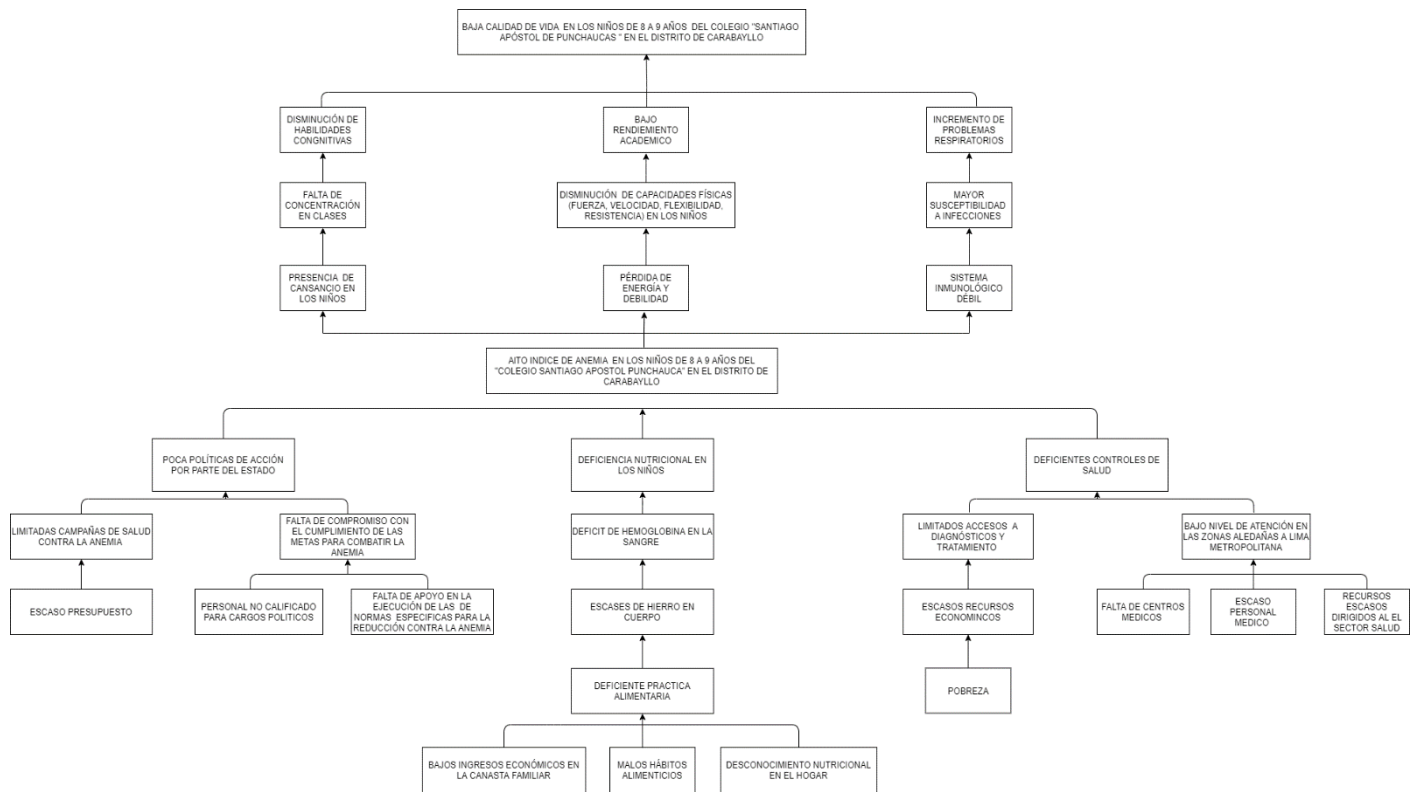 BAJA CALIDAD DE VIDA EN LOS NIÑOS DE 8 A 9 AÑOS DEL COLEGIO "SANTIAGO
APÓSTOL DE PUNCHAUCAS " EN EL DISTRITO DE CARABAYLLO
DISMINUCIÓN DE
HABILIDADES
CONGNITIVAS
BAJO
RENDIEMIENTO
ACADEMICO
INCREMENTO DE
PROBLEMAS
RESPIRATORIOS
FALTA DE
CONCENTRACIÓN
EN CLASES
DISMINUCIÓN DE CAPACIDADES FÍSICAS
(FUERZA, VELOCIDAD, FLEXIBILIDAD,
RESISTENCIA) EN LOS NIÑOS
MAYOR
SUSCEPTIBILIDAD
A INFECCIONES
PRESENCIA DE
CANSANCIO EN
LOS NIÑOS
PÉRDIDA DE
ENERGÍA Y
DEBILIDAD
SISTEMA
INMUNOLÓGICO
DÉBIL
AITO INDICE DE ANEMIA EN LOS NIÑOS DE 8 A 9 AÑOS DEL
"COLEGIO SANTIAGO APOSTOL PUNCHAUCA" EN EL DISTRITO DE
CARABAYLLO
POCA POLÍTICAS DE ACCIÓN
POR PARTE DEL ESTADO
DEFICIENCIA NUTRICIONAL EN
LOS NIÑOS
DEFICIENTES CONTROLES DE
SALUD
LIMITADAS CAMPAÑAS DE SALUD
CONTRA LA ANEMIA
FALTA DE COMPROMISO CON
EL CUMPLIMIENTO DE LAS
METAS PARA COMBATIR LA
ANEMIA
DEFICIT DE HEMOGLOBINA EN LA
SANGRE
LIMITADOS ACCESOS A
DIAGNÓSTICOS Y
TRATAMIENTO
BAJO NIVEL DE ATENCIÓN EN
LAS ZONAS ALEDAÑAS A LIMA
METROPOLITANA
ESCASO PRESUPUESTO
PERSONAL NO CALIFICADO
PARA CARGOS POLITICOS
FALTA DE APOYO EN LA
EJECUCIÓN DE LAS DE
NORMAS ESPECIFICAS PARA LA
REDUCCIÓN CONTRA LA ANEMIA
ESCASES DE HIERRO EN
CUERPO
ESCASOS RECURSOS
ECONOMINCOS
FALTA DE CENTROS
MEDICOS
ESCASO
PERSONAL
MEDICO
RECURSOS
ESCASOS
DIRIGIDOS AL EL
SECTOR SALUD
DEFICIENTE PRACTICA
ALIMENTARIA
POBREZA
BAJOS INGRESOS ECONÓMICOS EN
LA CANASTA FAMILIAR
MALOS HÁBITOS
ALIMENTICIOS
DESCONOCIMIENTO NUTRICIONAL
EN EL HOGAR